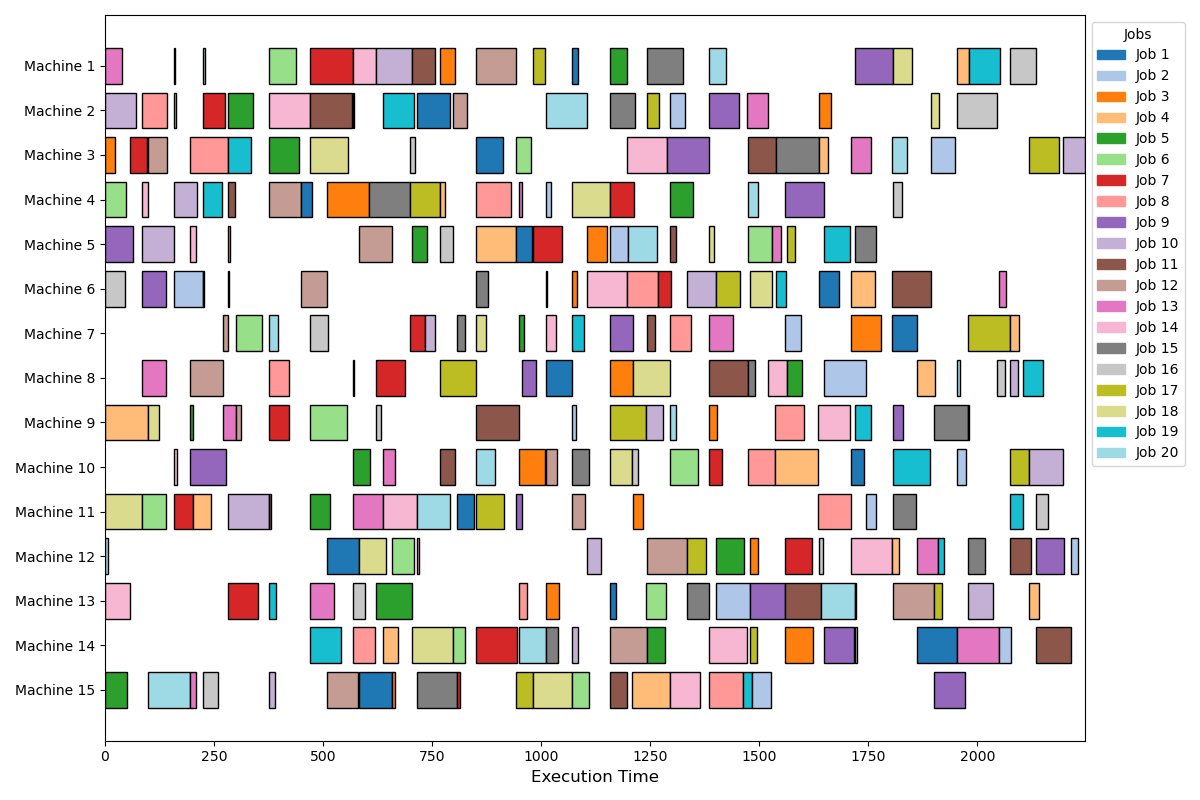 Machine 1
Machine 2
Machine 3
Machine 4
Machine 5
Machine 6
Machine 7
Machine 8
Machine 9
Machine 10
Machine 11
Machine 12
Machine 13
Machine 14
Machine 15
0 250 500 750 1000 1250 1500 1750 2000
Execution Time
Jobs
Job 1
Job 2
Job 3
Job 4
Job 5
Job 6
Job 7
Job 8
Job 9
Job 10
Job 11
Job 12
Job 13
Job 14
Job 15
Job 16
Job 17
Job 18
Job 19
Job 20